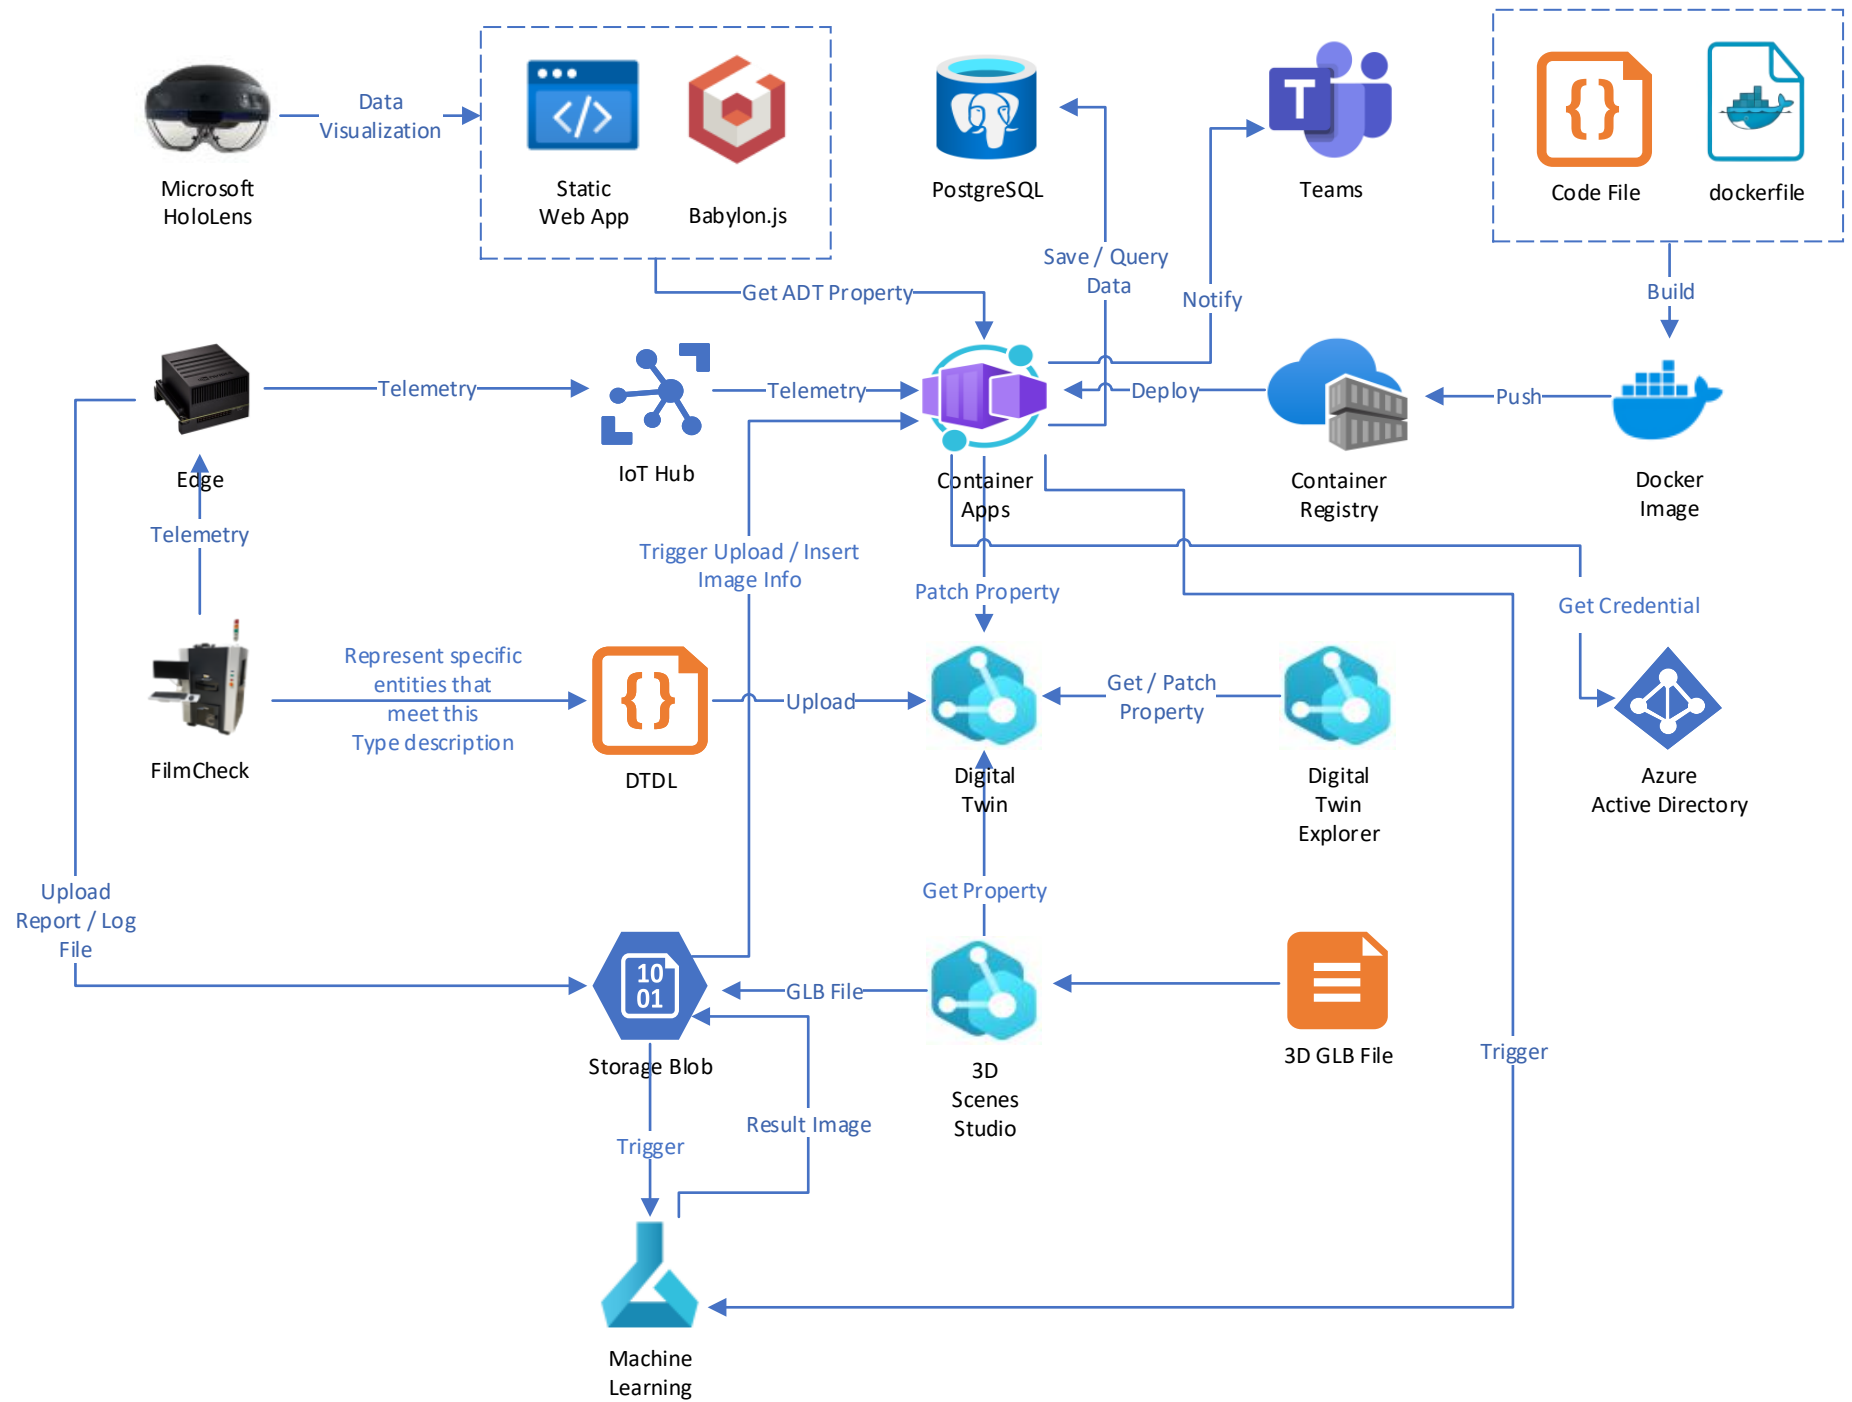 Data
Visualization
Microsoft
HoloLens
Static
Web App
Babylon.js
PostgreSQL
T
Teams
Code File
dockerfile
Save / Query
Data
Get ADT Property
Notify
Build
Telemetry
Telemetry
Deploy
Push
Edge
IoT Hub
Container
Apps
Container
Registry
Docker
Image
Telemetry
Trigger Upload / Insert
Image Info
Patch Property
Get Credential
Represent specific
entities that
meet this
Type description
Upload
Get / Patch
Property
FilmCheck
DTDL
Digital
Twin
Digital
Twin
Explorer
Azure
Active Directory
Upload
Report / Log
File
Get Property
10
01
GLB File
Storage Blob
3D
Scenes
Studio
3D GLB File
Trigger
Result Image
Trigger
Machine
Learning